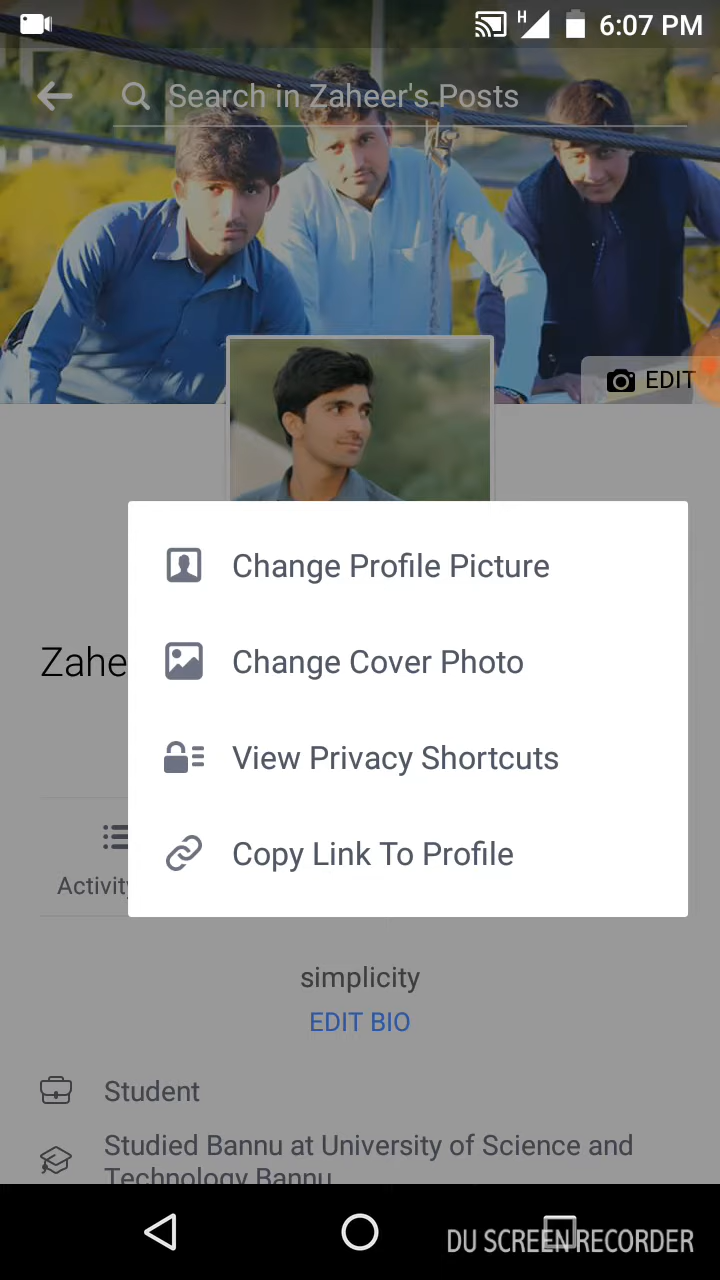 H 6:07 PM
Search in Zaheer's Posts
EDIT
Change Profile Picture
Change Cover Photo
Zahe
View Privacy Shortcuts
Copy Link To Profile
Activity
simplicity
EDIT BIO
Student
Studied Bannu at University of Science and
Technology Bannu
DU SCREEN RECORDER